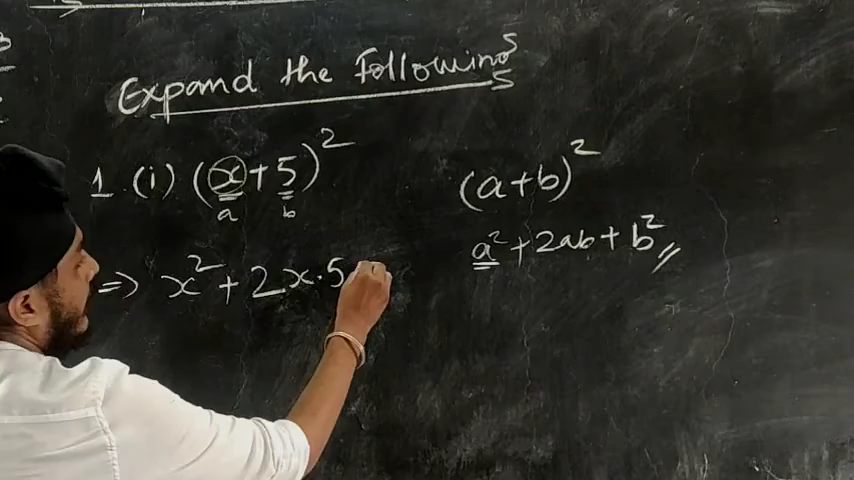 Expand the Followings
1 (i) (x + 5)²
a b
(a+b)²
a² + 2ab + b²
⇒ x² + 2x·5